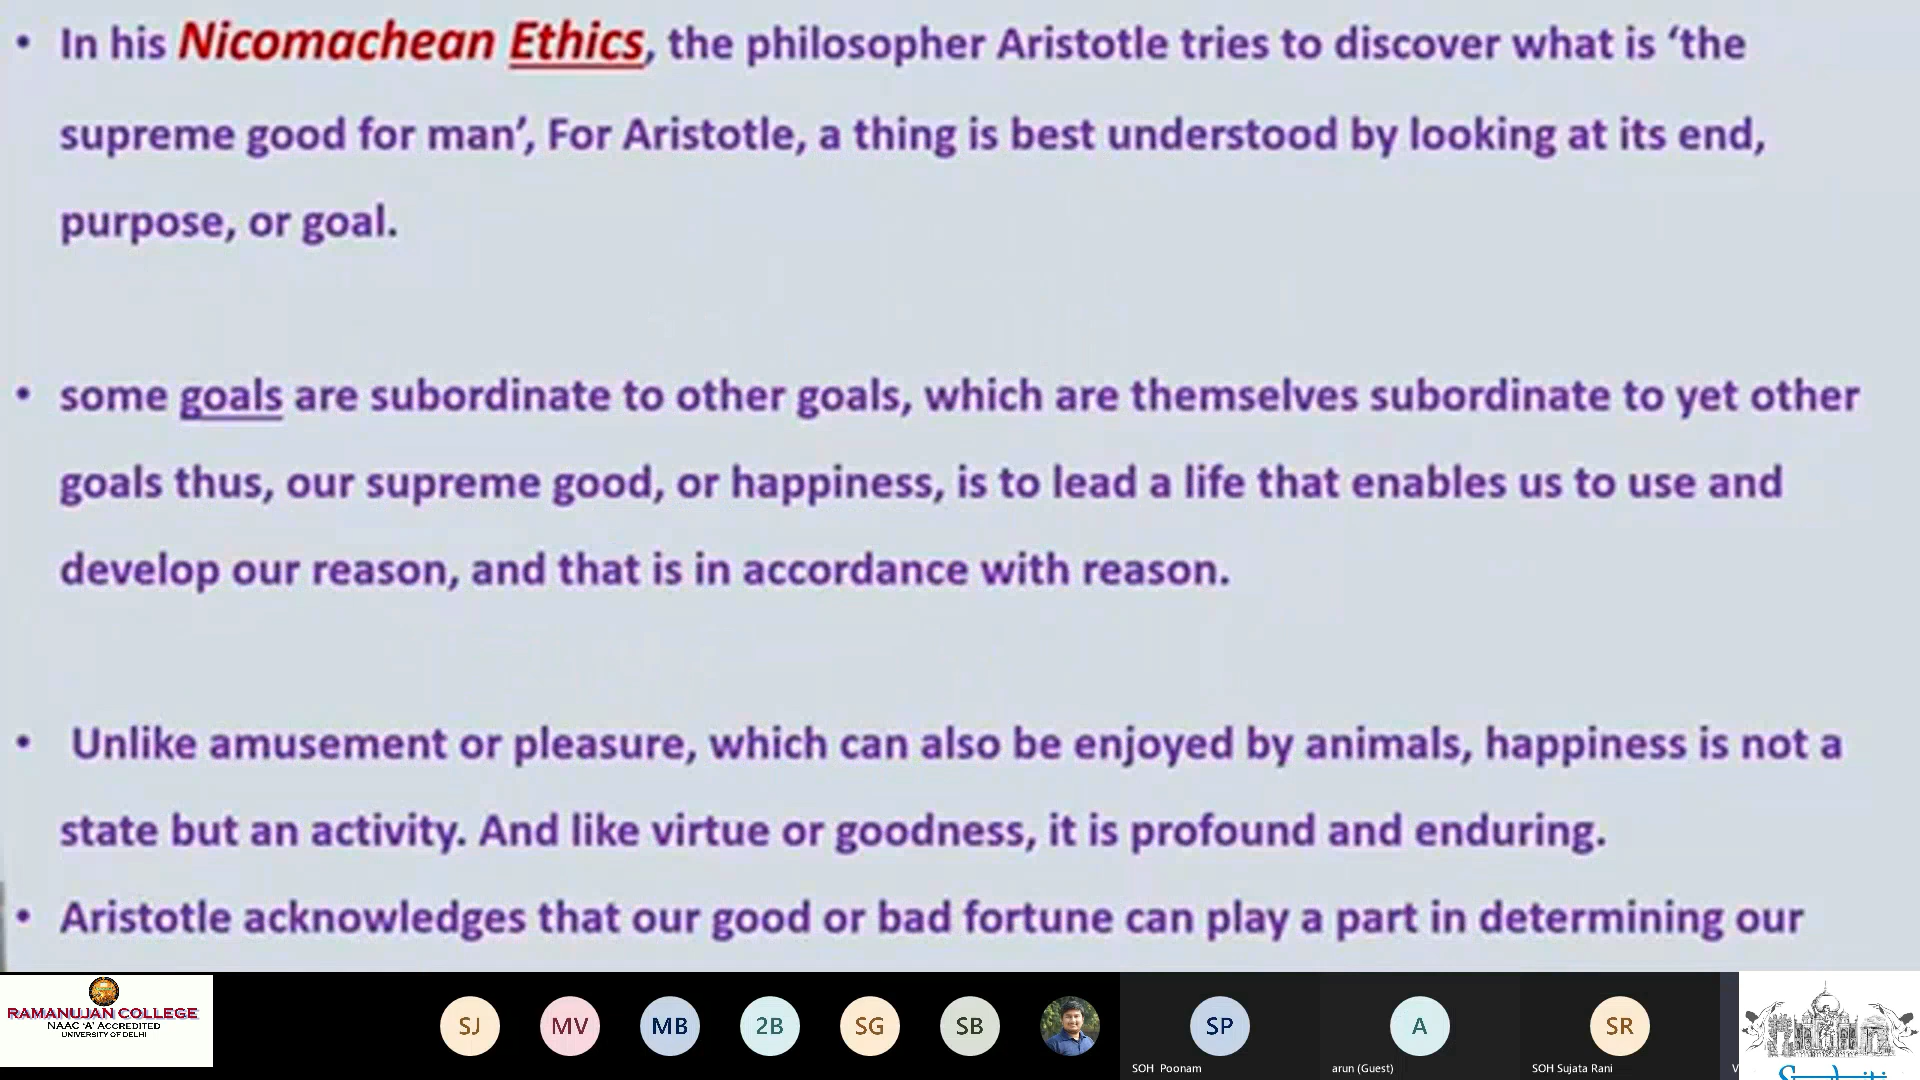 • In his Nicomachean Ethics, the philosopher Aristotle tries to discover what is ‘the
supreme good for man’, For Aristotle, a thing is best understood by looking at its end,
purpose, or goal.
• some goals are subordinate to other goals, which are themselves subordinate to yet other
goals thus, our supreme good, or happiness, is to lead a life that enables us to use and
develop our reason, and that is in accordance with reason.
• Unlike amusement or pleasure, which can also be enjoyed by animals, happiness is not a
state but an activity. And like virtue or goodness, it is profound and enduring.
• Aristotle acknowledges that our good or bad fortune can play a part in determining our
RAMANUJAN COLLEGE
NAAC 'A' ACCREDITED
UNIVERSITY OF DELHI
SJ
MV
MB
2B
SG
SB
SP
SOH Poonam
A
arun (Guest)
SR
SOH Sujata Rani
V